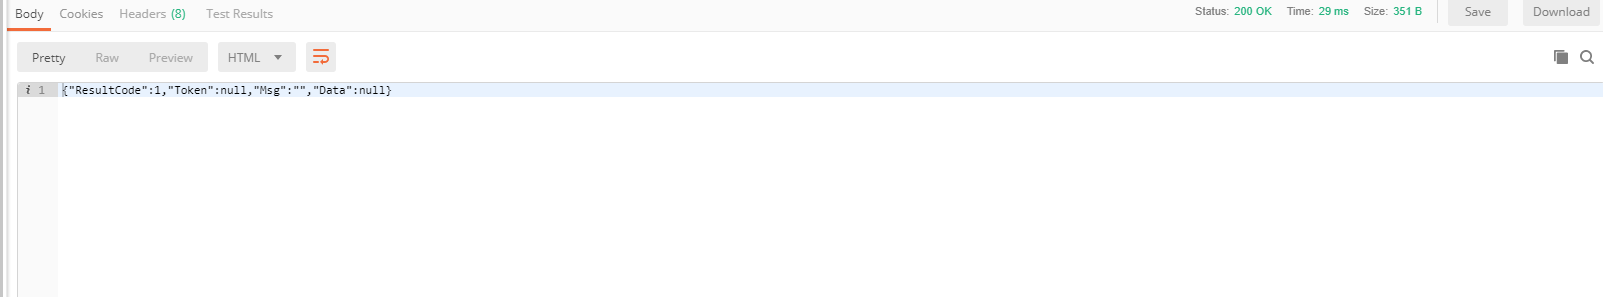 Body Cookies Headers (8) Test Results Status: 200 OK Time: 29 ms Size: 351 B Save Download
Pretty Raw Preview HTML
i 1 {"ResultCode":1,"Token":null,"Msg":"","Data":null}